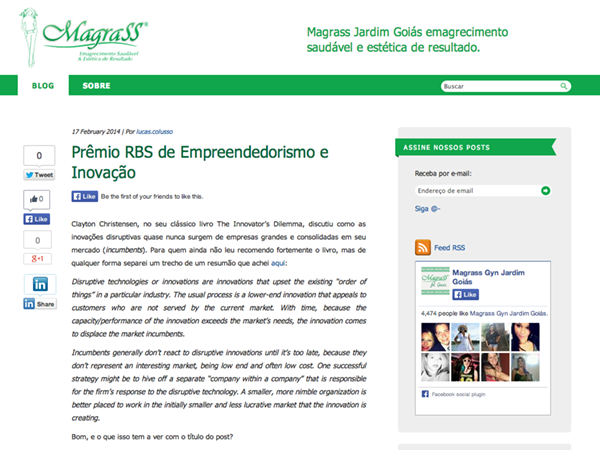 MagraSS®
Emagrecimento Saudável
& Estética de Resultado
Magrass Jardim Goiás emagrecimento
saudável e estética de resultado.
BLOG
SOBRE
Buscar
17 February 2014 | Por lucas.colusso
Prêmio RBS de Empreendedorismo e
Inovação
Like Be the first of your friends to like this.
0
Tweet
0
Like
0
g+1
in
in Share
Clayton Christensen, no seu clássico livro The Innovator's Dilemma, discutiu como as
inovações disruptivas quase nunca surgem de empresas grandes e consolidadas em seu
mercado (incumbents). Para quem ainda não leu recomendo fortemente o livro, mas de
qualquer forma separei um trecho de um resumão que achei aqui:
Disruptive technologies or innovations are innovations that upset the existing "order
of things" in a particular industry. The usual process is a lower-end innovation that appeals to
customers who are not served by the current market. With time, because the
capacity/performance of the innovation exceeds the market's needs, the innovation comes
to displace the market incumbents.
Incumbents generally don't react to disruptive innovations until it's too late, because they
don't represent an interesting market, being low end and often low cost. One successful
strategy might be to hive off a separate "company within a company" that is responsible
for the firm's response to the disruptive technology. A smaller, more nimble organization is
better placed to work in the initially smaller and less lucrative market that the innovation is
creating.
Bom, e o que isso tem a ver com o título do post?
ASSINE NOSSOS POSTS
Receba por e-mail:
Endereço de email
Siga @-
Feed RSS
Magrass Gyn Jardim
Goiás
Like
4,474 people like Magrass Gyn Jardim Goiás.
Facebook social plugin